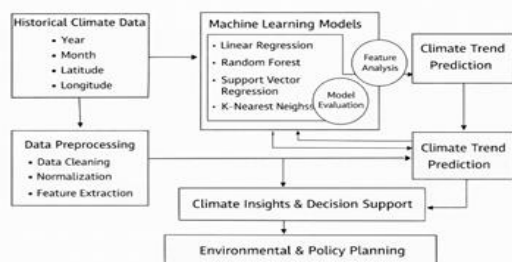 Historical Climate Data
• Year
• Month
• Latitude
• Longitude
Machine Learning Models
• Linear Regression
• Random Forest
• Support Vector
Regression
• K-Nearest Neighss
Feature
Analysis
Model
Evaluation
Climate Trend
Prediction
Data Preprocessing
• Data Cleaning
• Normalization
• Feature Extraction
Climate Trend
Prediction
Climate Insights & Decision Support
Environmental & Policy Planning